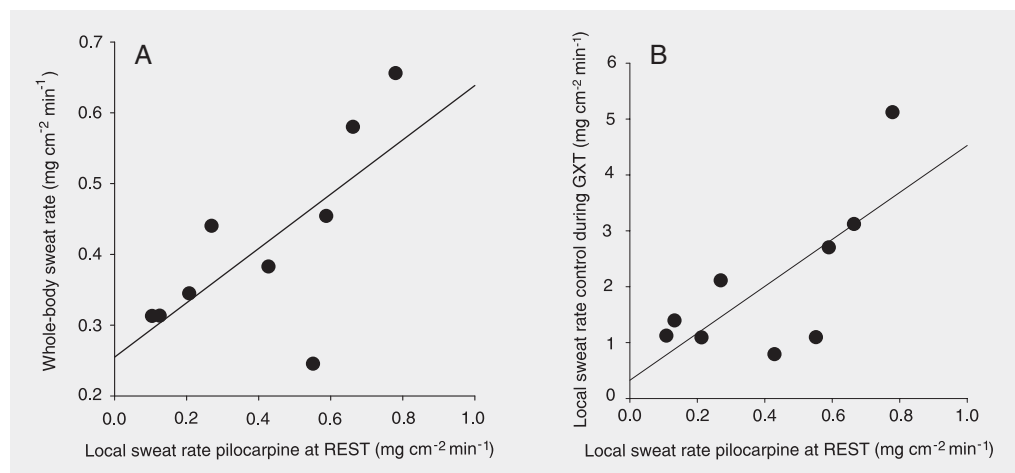 A
Whole-body sweat rate (mg cm⁻² min⁻¹)
0.7
0.6
0.5
0.4
0.3
0.2
0.0 0.2 0.4 0.6 0.8 1.0
Local sweat rate pilocarpine at REST (mg cm⁻² min⁻¹)
B
Local sweat rate control during GXT (mg cm⁻² min⁻¹)
6
5
4
3
2
1
0
0.0 0.2 0.4 0.6 0.8 1.0
Local sweat rate pilocarpine at REST (mg cm⁻² min⁻¹)